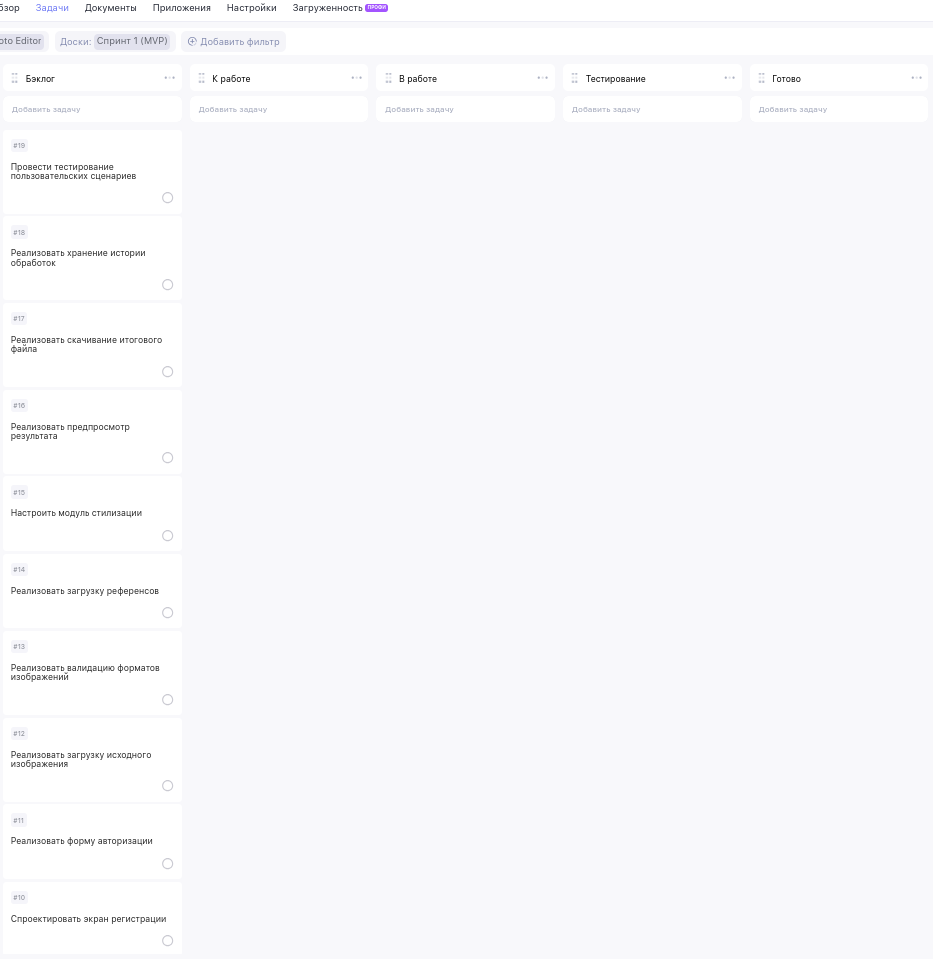 бзор Задачи Документы Приложения Настройки Загруженность ПРОФИ
oto Editor Доски: Спринт 1 (MVP) Добавить фильтр
Бэклог К работе В работе Тестирование Готово
Добавить задачу Добавить задачу Добавить задачу Добавить задачу Добавить задачу
#19
Провести тестирование
пользовательских сценариев
#18
Реализовать хранение истории
обработок
#17
Реализовать скачивание итогового
файла
#16
Реализовать предпросмотр
результата
#15
Настроить модуль стилизации
#14
Реализовать загрузку референсов
#13
Реализовать валидацию форматов
изображений
#12
Реализовать загрузку исходного
изображения
#11
Реализовать форму авторизации
#10
Спроектировать экран регистрации